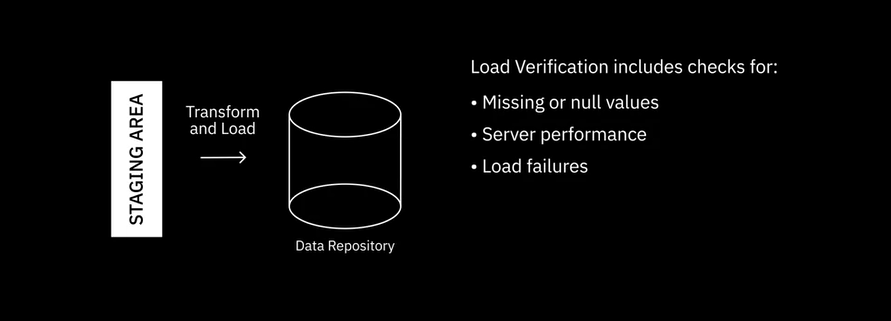 STAGING AREA
Transform
and Load
Data Repository
Load Verification includes checks for:
• Missing or null values
• Server performance
• Load failures